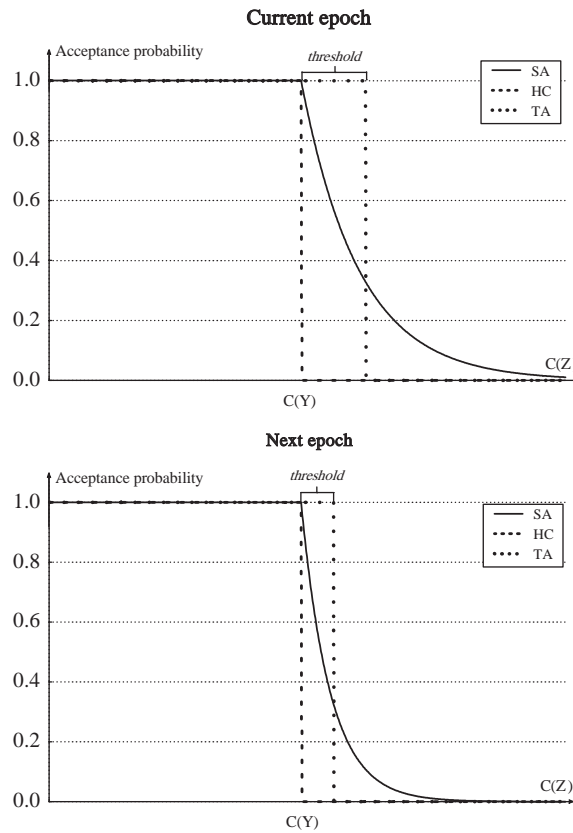 Current epoch
Acceptance probability
threshold
1.0
0.8
0.6
0.4
0.2
0.0
SA
HC
TA
C(Z
C(Y)
Next epoch
Acceptance probability
threshold
1.0
0.8
0.6
0.4
0.2
0.0
SA
HC
TA
C(Z)
C(Y)